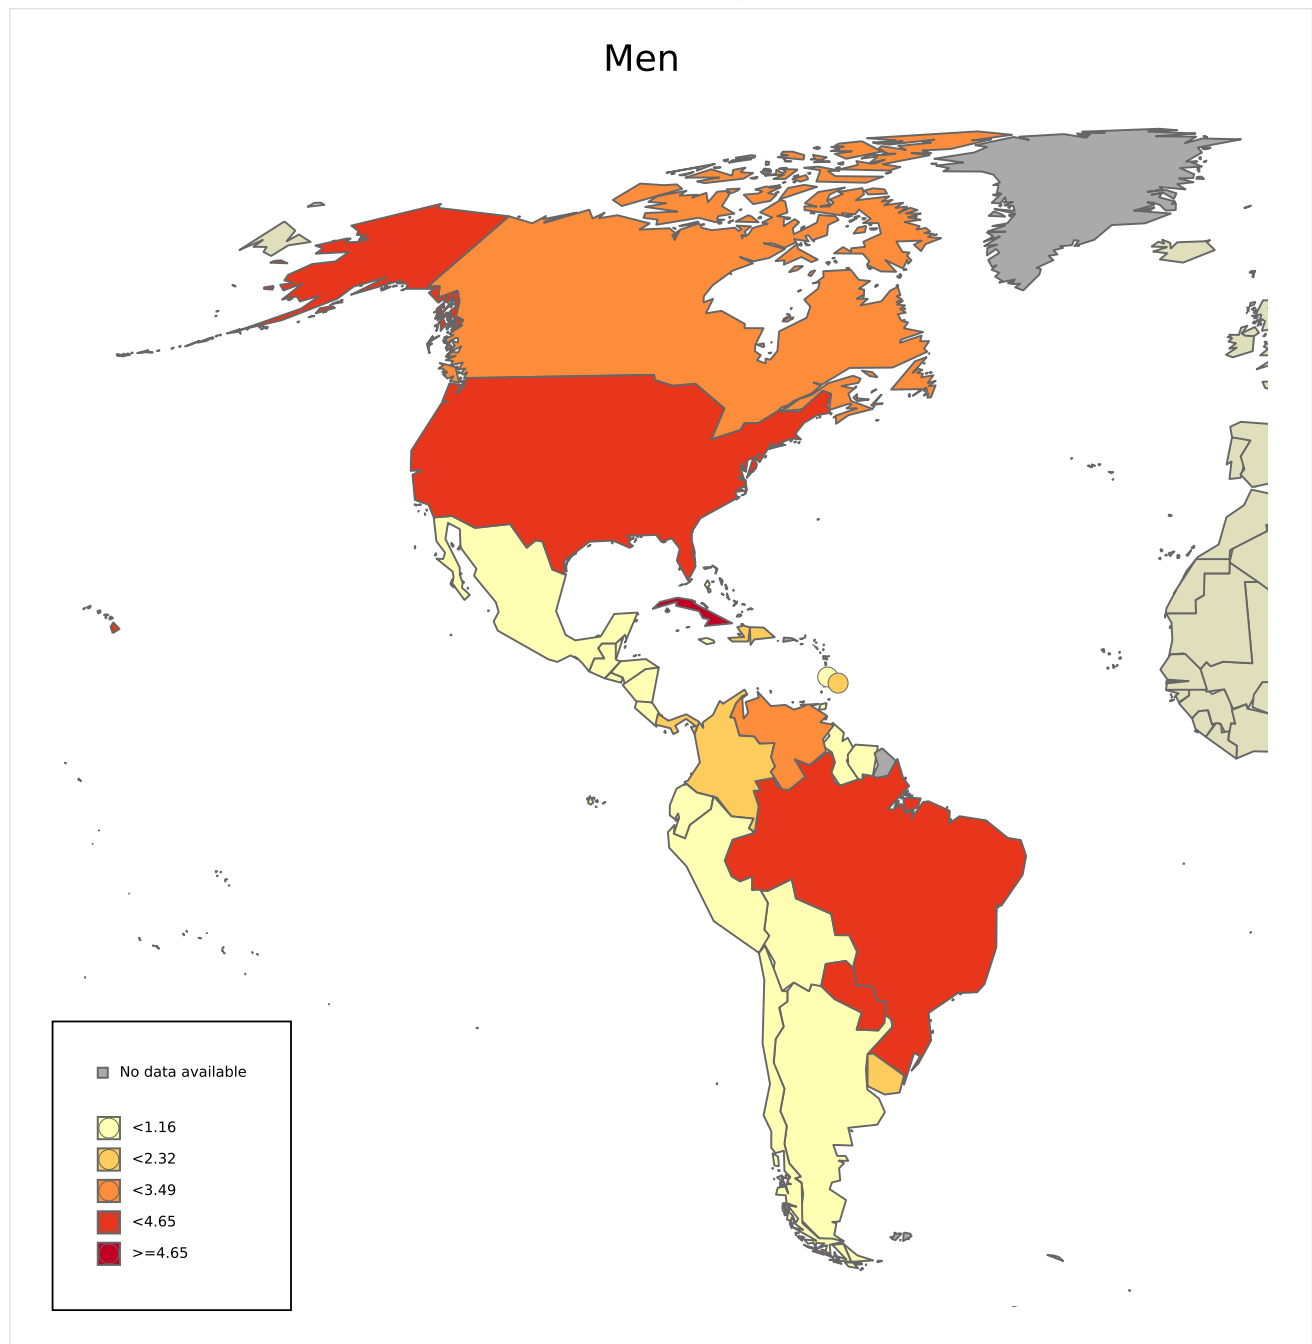 Men
No data available
<1.16
<2.32
<3.49
<4.65
>=4.65